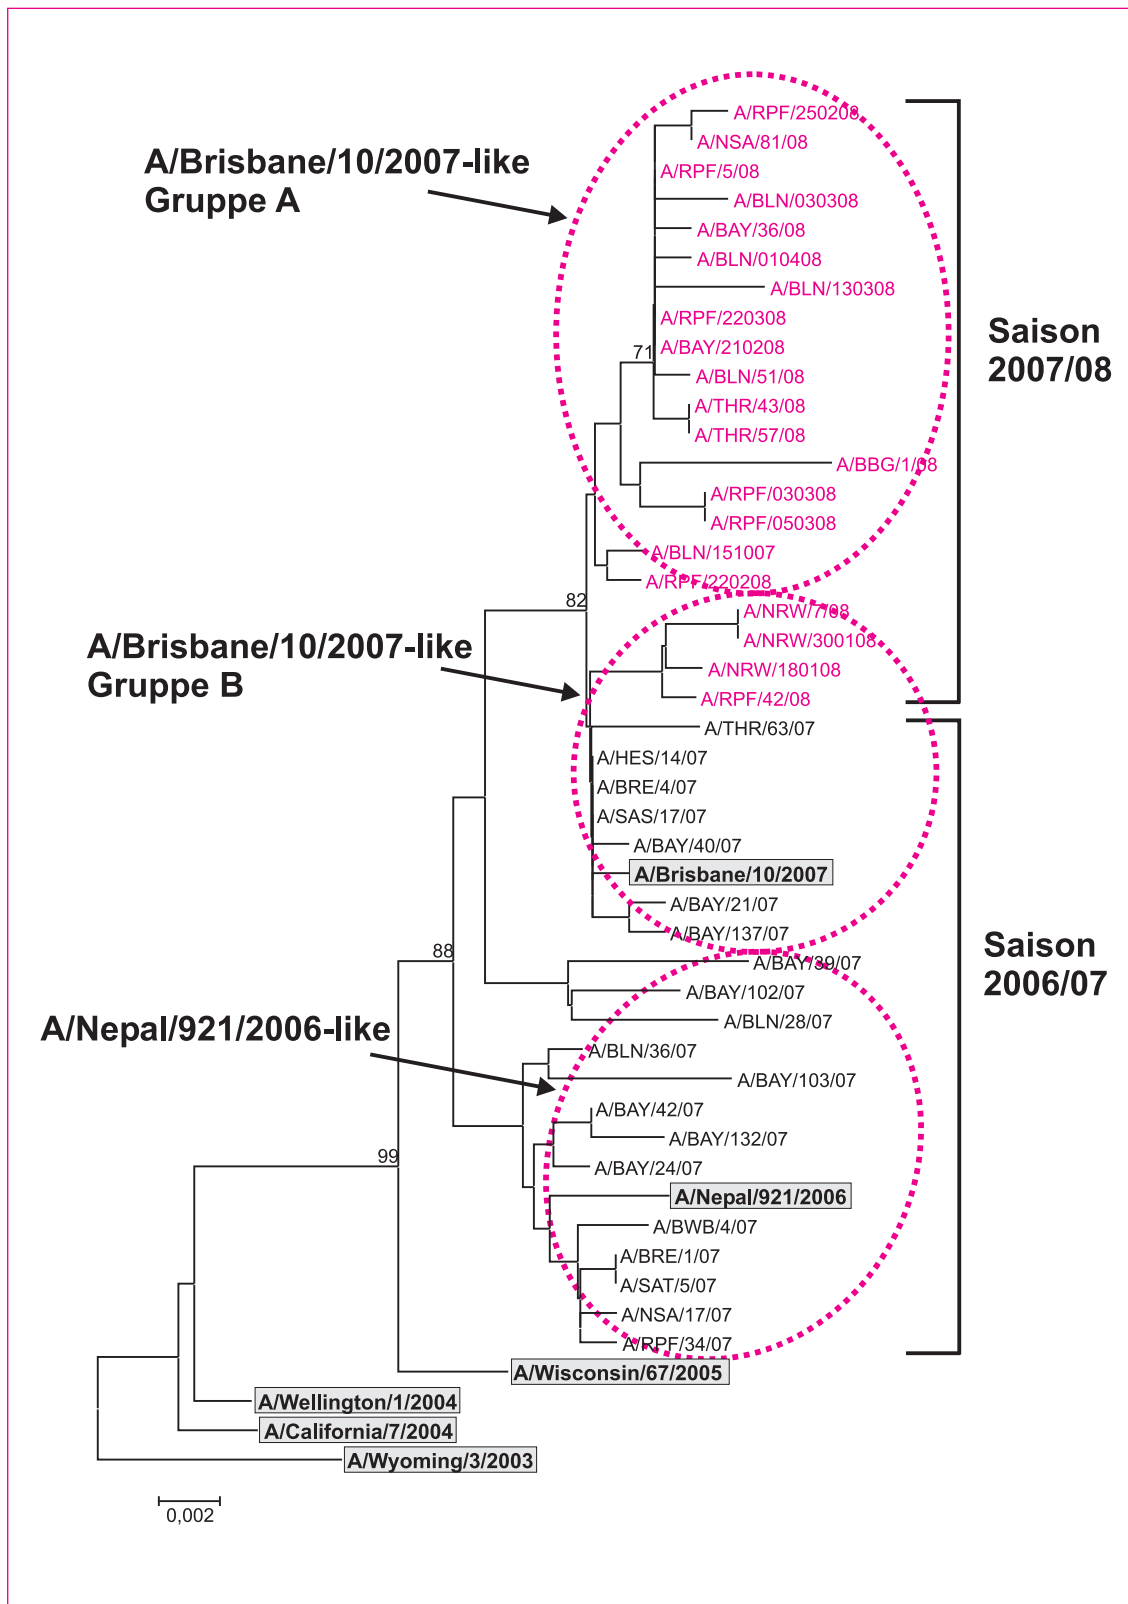 A/RPF/250208
A/NSA/81/08
A/Brisbane/10/2007-like
Gruppe A
A/RPF/5/08
A/BLN/030308
A/BAY/36/08
A/BLN/010408
A/BLN/130308
A/RPF/220308
Saison
2007/08
A/BAY/210208
71
A/BLN/51/08
A/THR/43/08
A/THR/57/08
A/BBG/1/08
A/RPF/030308
A/RPF/050308
A/BLN/151007
A/RPF/220208
82
A/NRW/7/08
A/NRW/300108
A/Brisbane/10/2007-like
Gruppe B
A/NRW/180108
A/RPF/42/08
A/THR/63/07
A/HES/14/07
A/BRE/4/07
A/SAS/17/07
A/BAY/40/07
A/Brisbane/10/2007
A/BAY/21/07
A/BAY/137/07
Saison
2006/07
88
A/BAY/39/07
A/BAY/102/07
A/BLN/28/07
A/Nepal/921/2006-like
A/BLN/36/07
A/BAY/103/07
A/BAY/42/07
A/BAY/132/07
99
A/BAY/24/07
A/Nepal/921/2006
A/BWB/4/07
A/BRE/1/07
A/SAT/5/07
A/NSA/17/07
A/RPF/34/07
A/Wisconsin/67/2005
A/Wellington/1/2004
A/California/7/2004
A/Wyoming/3/2003
0,002